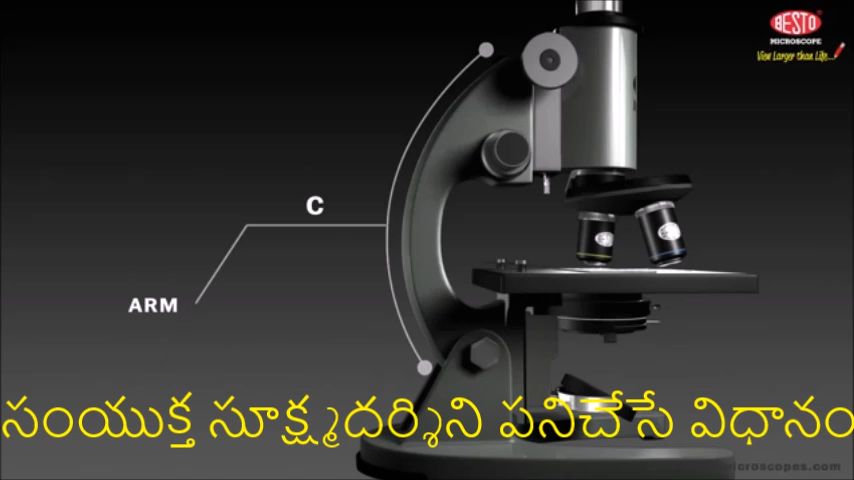 BESTO
MICROSCOPE
View Larger than Life...
C
ARM
సంయుక్త సూక్ష్మదర్శిని పనిచేసే విధానం
microscopes.com